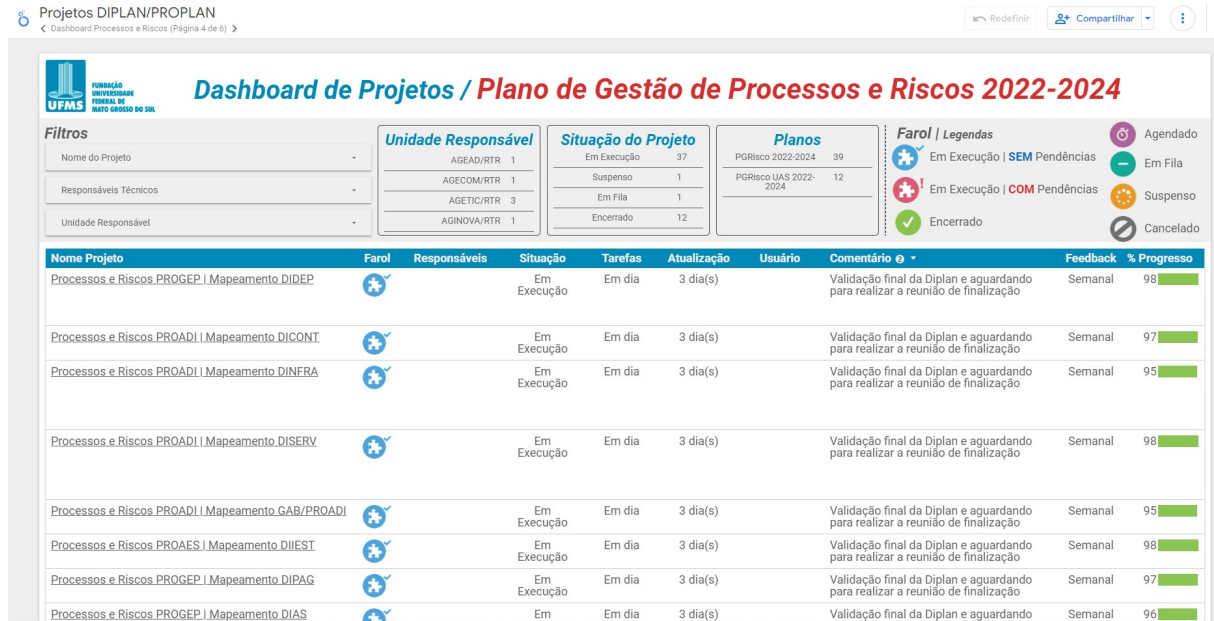 Projetos DIPLAN/PROPLAN
Dashboard Processos e Riscos (Página 4 de 6)
Redefinir
Compartilhar
UFMS
FUNDAÇÃO
UNIVERSIDADE
FEDERAL DE
MATO GROSSO DO SUL
Dashboard de Projetos / Plano de Gestão de Processos e Riscos 2022-2024
Filtros
Nome do Projeto
Responsáveis Técnicos
Unidade Responsável
Unidade Responsável
AGEAD/RTR 1
AGECOM/RTR 1
AGETIC/RTR 3
AGINOVA/RTR 1
Situação do Projeto
Em Execução 37
Suspenso 1
Em Fila 1
Encerrado 12
Planos
PGRisco 2022-2024 39
PGRisco UAS 2022-
2024 12
Farol | Legendas
Em Execução | SEM Pendências
Em Execução | COM Pendências
Encerrado
Agendado
Em Fila
Suspenso
Cancelado
Nome Projeto Farol Responsáveis Situação Tarefas Atualização Usuário Comentário Feedback % Progresso
Processos e Riscos PROGEP | Mapeamento DIDEP Em Em dia 3 dia(s) Validação final da Diplan e aguardando Semanal 98
Execução para realizar a reunião de finalização
Processos e Riscos PROADI | Mapeamento DICONT Em Em dia 3 dia(s) Validação final da Diplan e aguardando Semanal 97
Execução para realizar a reunião de finalização
Processos e Riscos PROADI | Mapeamento DINFRA Em Em dia 3 dia(s) Validação final da Diplan e aguardando Semanal 95
Execução para realizar a reunião de finalização
Processos e Riscos PROADI | Mapeamento DISERV Em Em dia 3 dia(s) Validação final da Diplan e aguardando Semanal 98
Execução para realizar a reunião de finalização
Processos e Riscos PROADI | Mapeamento GAB/PROADI Em Em dia 3 dia(s) Validação final da Diplan e aguardando Semanal 95
Execução para realizar a reunião de finalização
Processos e Riscos PROAES | Mapeamento DIIEST Em Em dia 3 dia(s) Validação final da Diplan e aguardando Semanal 98
Execução para realizar a reunião de finalização
Processos e Riscos PROGEP | Mapeamento DIPAG Em Em dia 3 dia(s) Validação final da Diplan e aguardando Semanal 97
Execução para realizar a reunião de finalização
Processos e Riscos PROGEP | Mapeamento DIAS Em Em dia 3 dia(s) Validação final da Diplan e aguardando Semanal 96